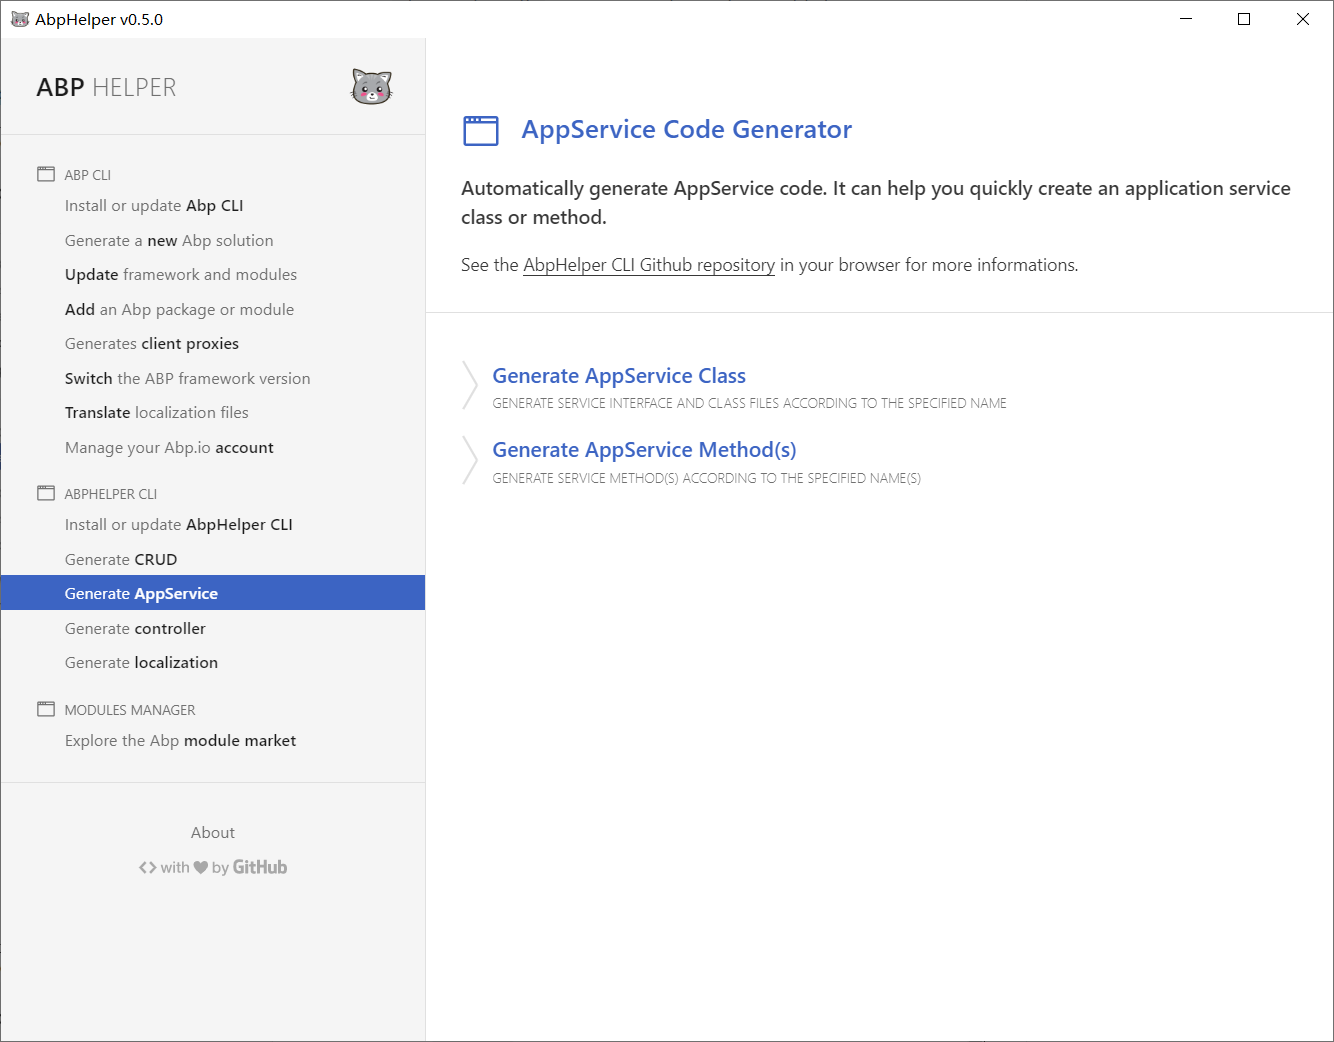 AbpHelper v0.5.0
ABP HELPER
ABP CLI
Install or update Abp CLI
Generate a new Abp solution
Update framework and modules
Add an Abp package or module
Generates client proxies
Switch the ABP framework version
Translate localization files
Manage your Abp.io account
ABPHELPER CLI
Install or update AbpHelper CLI
Generate CRUD
Generate AppService
Generate controller
Generate localization
MODULES MANAGER
Explore the Abp module market
About
<> with ♥ by GitHub
AppService Code Generator
Automatically generate AppService code. It can help you quickly create an application service
class or method.
See the AbpHelper CLI Github repository in your browser for more informations.
Generate AppService Class
GENERATE SERVICE INTERFACE AND CLASS FILES ACCORDING TO THE SPECIFIED NAME
Generate AppService Method(s)
GENERATE SERVICE METHOD(S) ACCORDING TO THE SPECIFIED NAME(S)